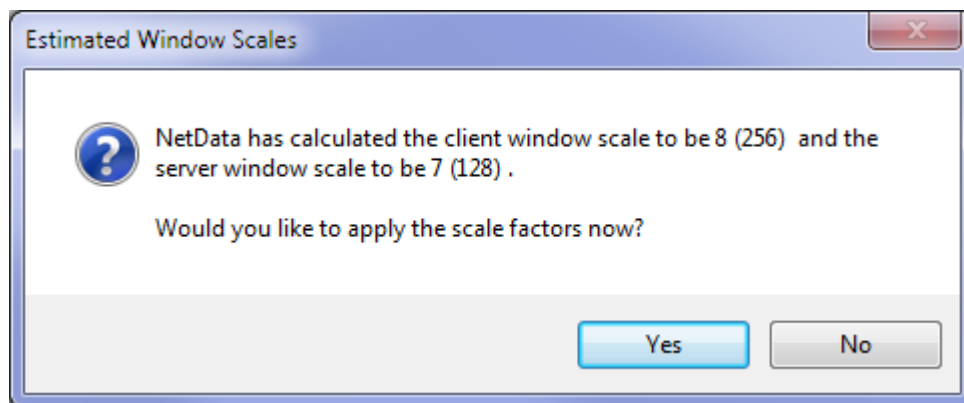 Estimated Window Scales
NetData has calculated the client window scale to be 8 (256)  and the
server window scale to be 7 (128) .
Would you like to apply the scale factors now?
Yes
No